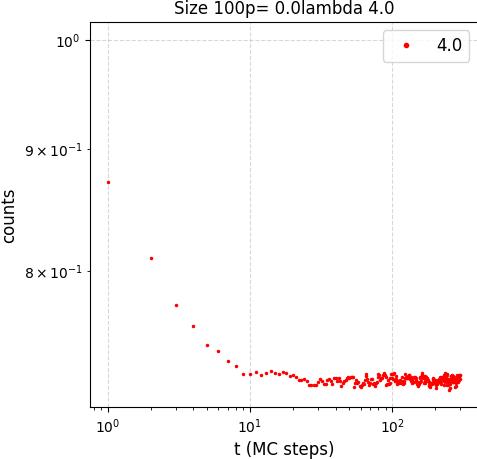 Size 100p= 0.0lambda 4.0
4.0
counts
10⁰
9 × 10⁻¹
8 × 10⁻¹
10⁰ 10¹ 10²
t (MC steps)